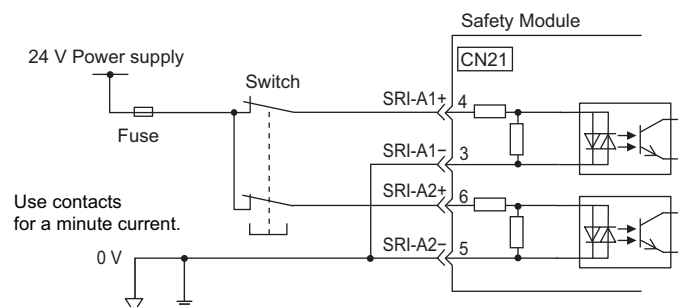 Safety Module
24 V Power supply
CN21
Switch
SRI-A1+ 4
Fuse
SRI-A1− 3
Use contacts
for a minute current.
SRI-A2+ 6
0 V
SRI-A2− 5